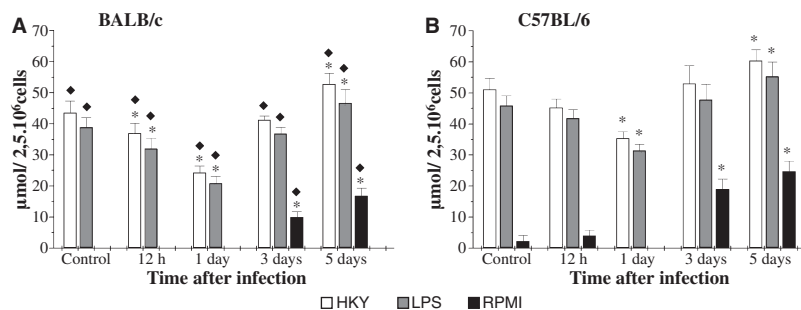 A BALB/c
μmol/ 2,5.10⁶cells
70
60
50
40
30
20
10
0
Control 12 h 1 day 3 days 5 days
Time after infection
B C57BL/6
μmol/ 2,5.10⁶cells
70
60
50
40
30
20
10
0
Control 12 h 1 day 3 days 5 days
Time after infection
HKY LPS RPMI